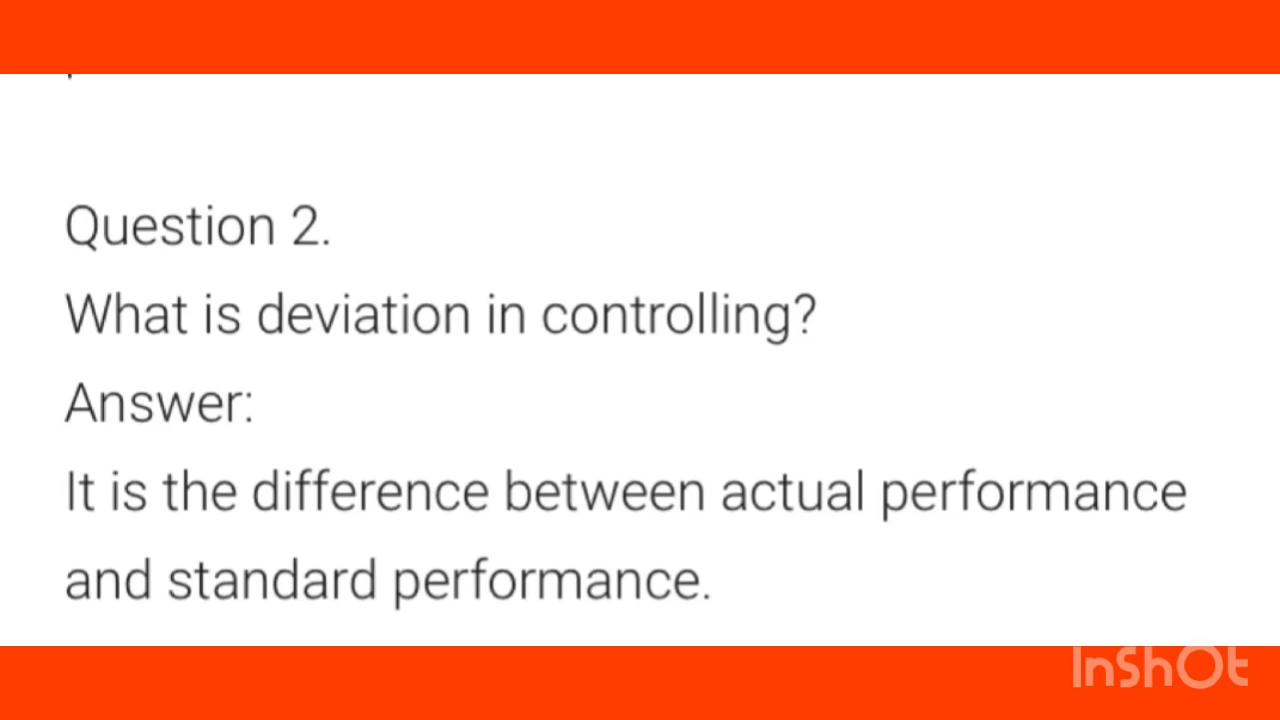 Question 2.
What is deviation in controlling?
Answer:
It is the difference between actual performance
and standard performance.
InShOt